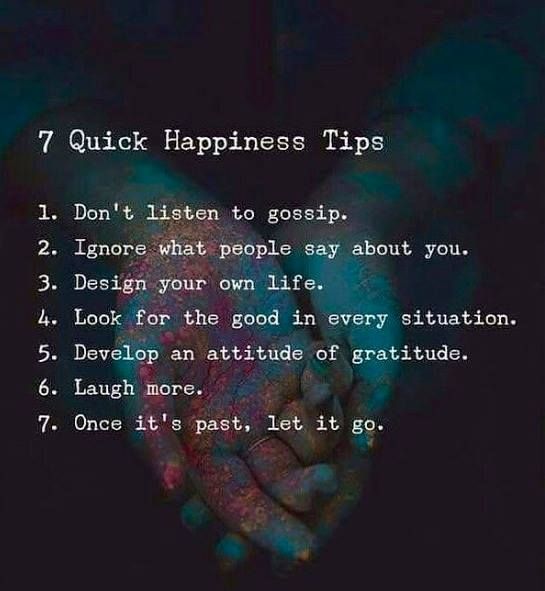 7 Quick Happiness Tips
1. Don't listen to gossip.
2. Ignore what people say about you.
3. Design your own life.
4. Look for the good in every situation.
5. Develop an attitude of gratitude.
6. Laugh more.
7. Once it's past, let it go.